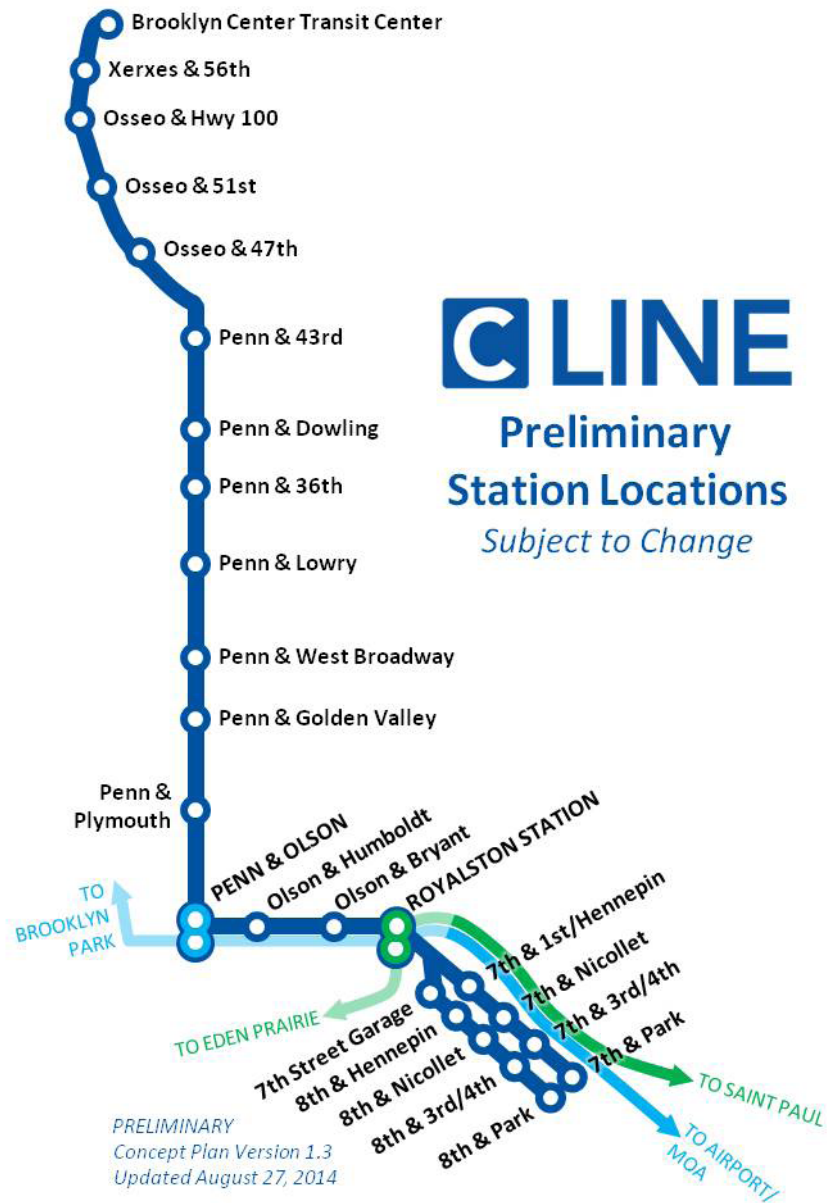 Brooklyn Center Transit Center
Xerxes & 56th
Osseo & Hwy 100
Osseo & 51st
Osseo & 47th
Penn & 43rd
C LINE
Penn & Dowling
Preliminary
Station Locations
Subject to Change
Penn & 36th
Penn & Lowry
Penn & West Broadway
Penn & Golden Valley
Penn &
Plymouth
PENN & OLSON
Olson & Humboldt
Olson & Bryant
ROYALSTON STATION
TO
BROOKLYN
PARK
7th & 1st/Hennepin
7th & Nicollet
7th & 3rd/4th
7th & Park
TO EDEN PRAIRIE
7th Street Garage
8th & Hennepin
8th & Nicollet
8th & 3rd/4th
8th & Park
TO SAINT PAUL
TO AIRPORT/
MOA
PRELIMINARY
Concept Plan Version 1.3
Updated August 27, 2014